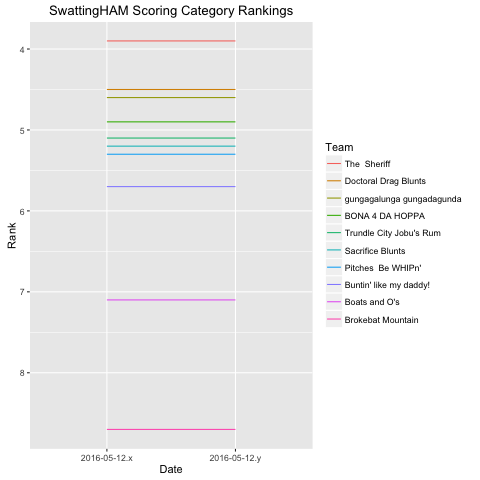 SwattingHAM Scoring Category Rankings
4
5
6
7
8
Rank
2016-05-12.x
2016-05-12.y
Date
Team
The  Sheriff
Doctoral Drag Blunts
gungagalunga gungadagunda
BONA 4 DA HOPPA
Trundle City Jobu's Rum
Sacrifice Blunts
Pitches  Be WHIPn'
Buntin' like my daddy!
Boats and O's
Brokebat Mountain